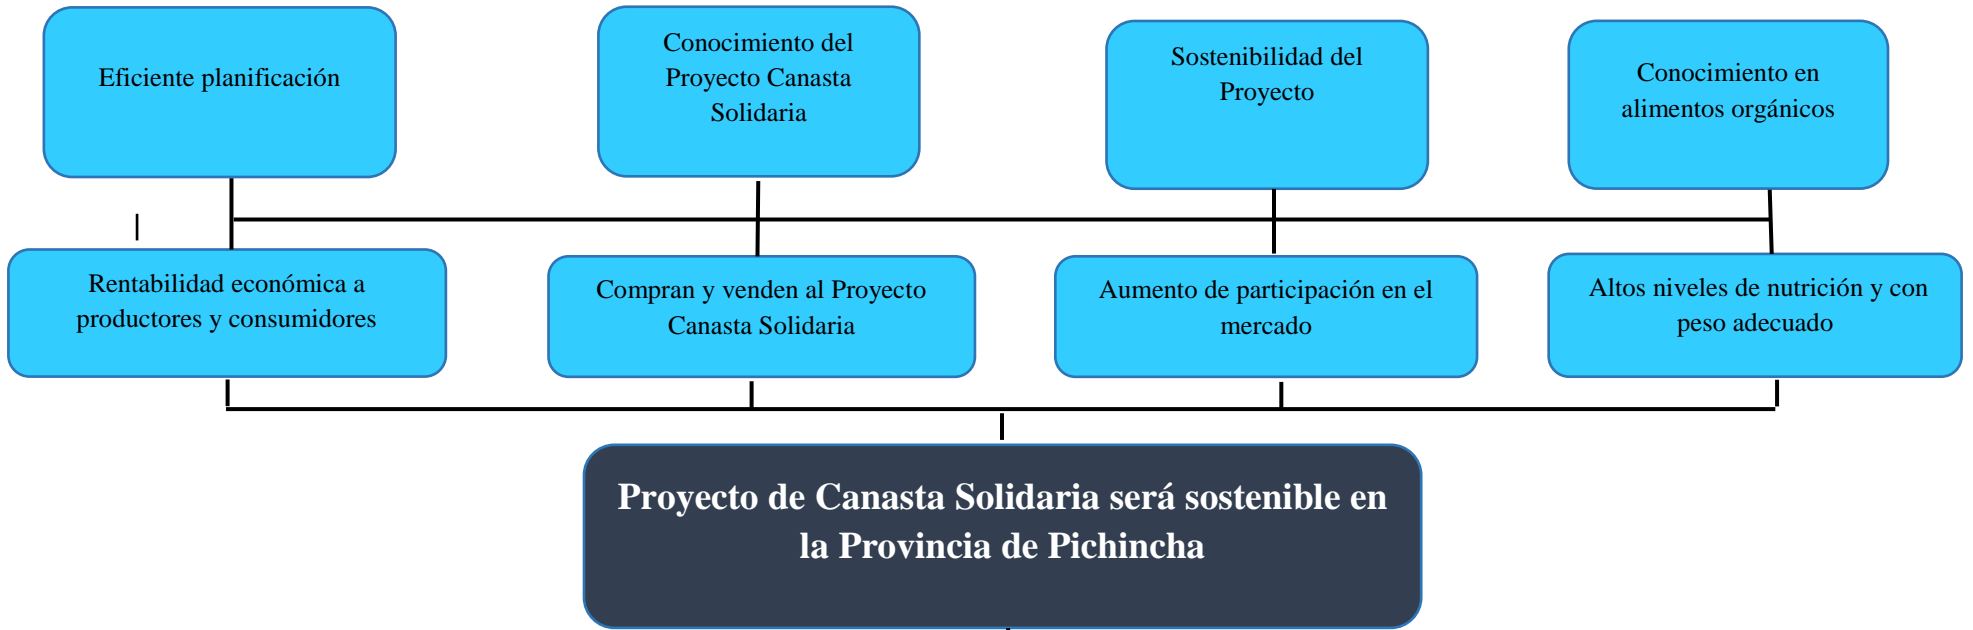 Eficiente planificación
Conocimiento del
Proyecto Canasta
Solidaria
Sostenibilidad del
Proyecto
Conocimiento en
alimentos orgánicos
Rentabilidad económica a
productores y consumidores
Compran y venden al Proyecto
Canasta Solidaria
Aumento de participación en el
mercado
Altos niveles de nutrición y con
peso adecuado
Proyecto de Canasta Solidaria será sostenible en
la Provincia de Pichincha